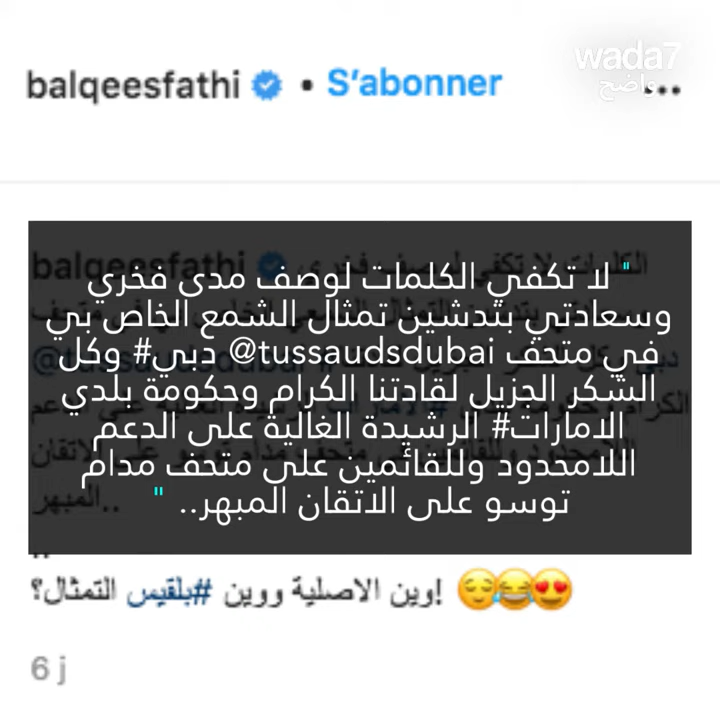 balqeesfathi • S'abonner
wada7
واضح
" لا تكفي الكلمات لوصف مدى فخري
وسعادتي بتدشين تمثال الشمع الخاص بي
في متحف tussaudsdubai@ دبي# وكل
الشكر الجزيل لقادتنا الكرام وحكومة بلدي
الامارات# الرشيدة الغالية على الدعم
اللامحدود وللقائمين على متحف مدام
توسو على الاتقان المبهر.. "
..
!وين الاصلية ووين #بلقيس التمثال؟ 😍😂😌
6 j